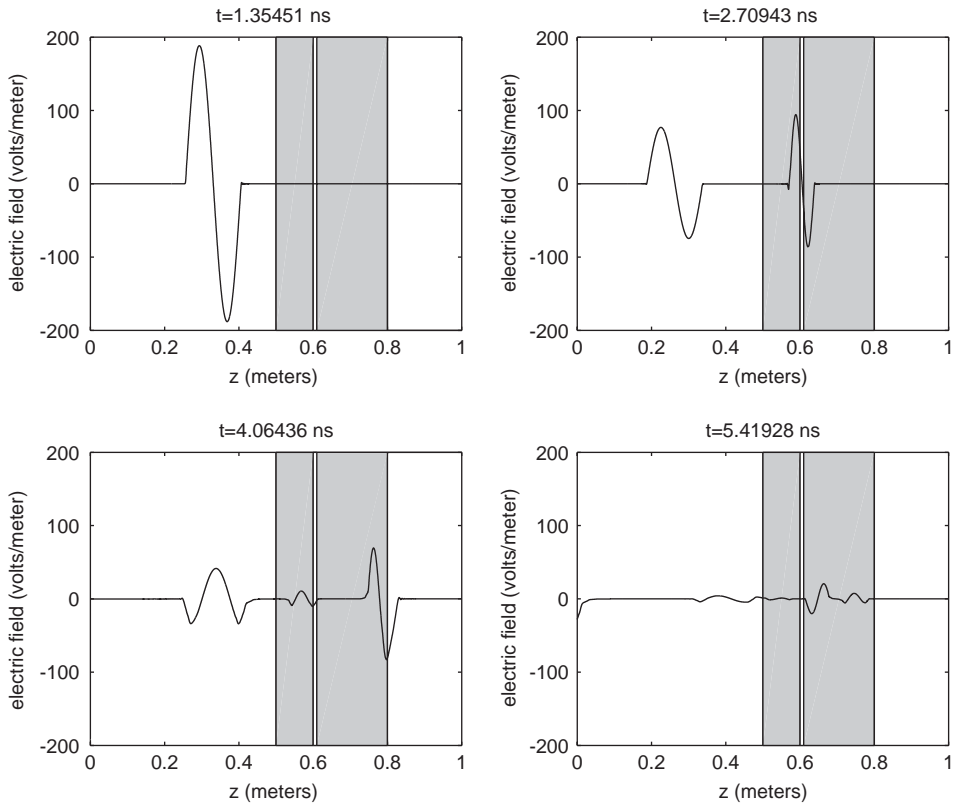 t=1.35451 ns
200
100
0
-100
-200
electric field (volts/meter)
0 0.2 0.4 0.6 0.8 1
z (meters)
t=2.70943 ns
200
100
0
-100
-200
electric field (volts/meter)
0 0.2 0.4 0.6 0.8 1
z (meters)
t=4.06436 ns
200
100
0
-100
-200
electric field (volts/meter)
0 0.2 0.4 0.6 0.8 1
z (meters)
t=5.41928 ns
200
100
0
-100
-200
electric field (volts/meter)
0 0.2 0.4 0.6 0.8 1
z (meters)